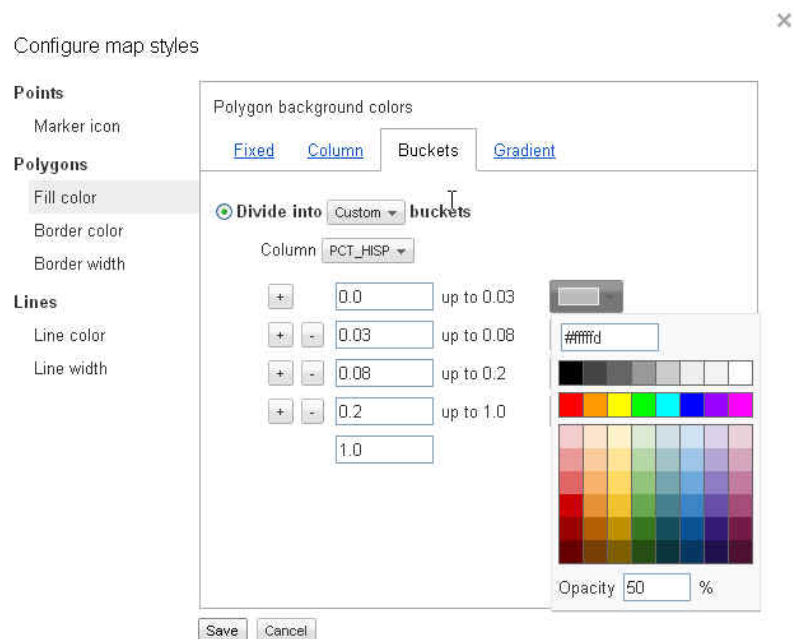 ×
Configure map styles
Points
Marker icon
Polygons
Fill color
Border color
Border width
Lines
Line color
Line width
Polygon background colors
Fixed Column Buckets Gradient
Divide into Custom buckets
Column PCT_HISP
+ 0.0 up to 0.03
+ - 0.03 up to 0.08
+ - 0.08 up to 0.2
+ - 0.2 up to 1.0
1.0
#fffffd
Opacity 50 %
Save Cancel